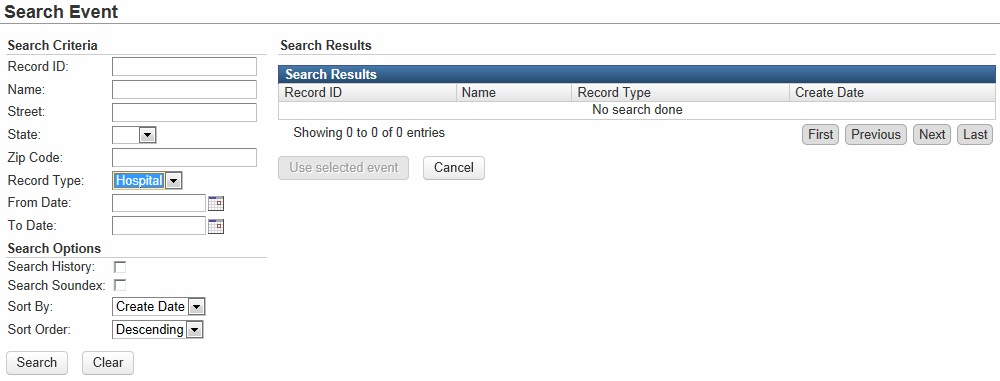 Search Event
Search Criteria
Record ID:
Name:
Street:
State:
Zip Code:
Record Type: Hospital
From Date:
To Date:
Search Options
Search History:
Search Soundex:
Sort By: Create Date
Sort Order: Descending
Search Clear
Search Results
Search Results
Record ID Name Record Type Create Date
No search done
Showing 0 to 0 of 0 entries First Previous Next Last
Use selected event Cancel